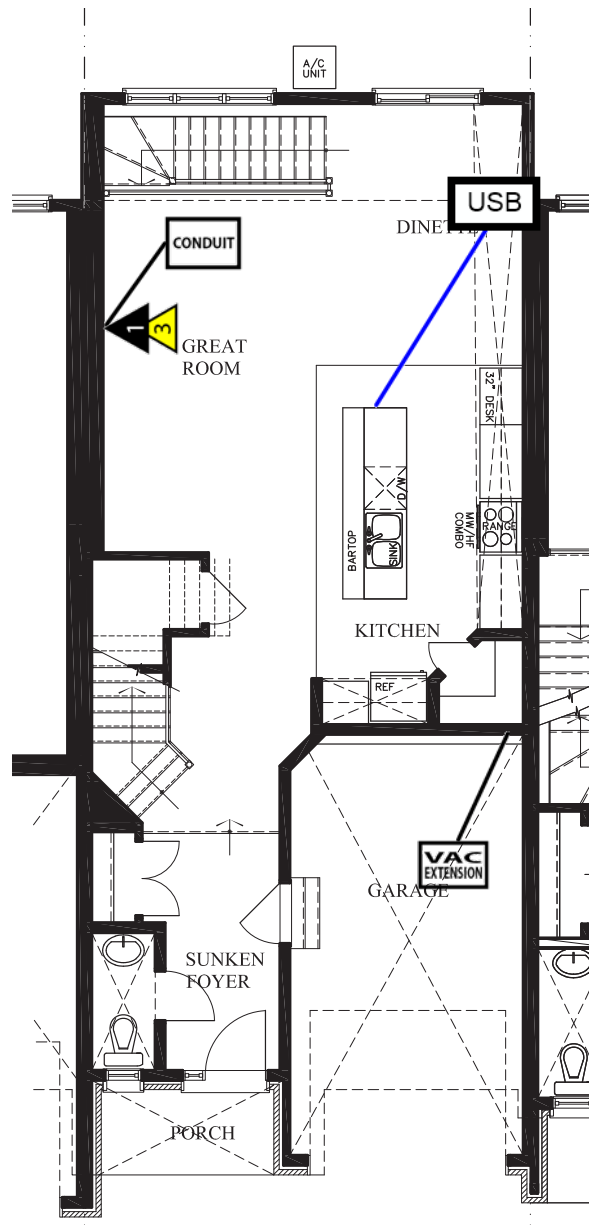 A/C
UNIT
USB
DINETTE
CONDUIT
1
3
GREAT
ROOM
32" DESK
D/W
BARTOP
SINK
MW/HF
COMBO
RANGE
KITCHEN
REF
VAC
EXTENSION
GARAGE
SUNKEN
FOYER
PORCH